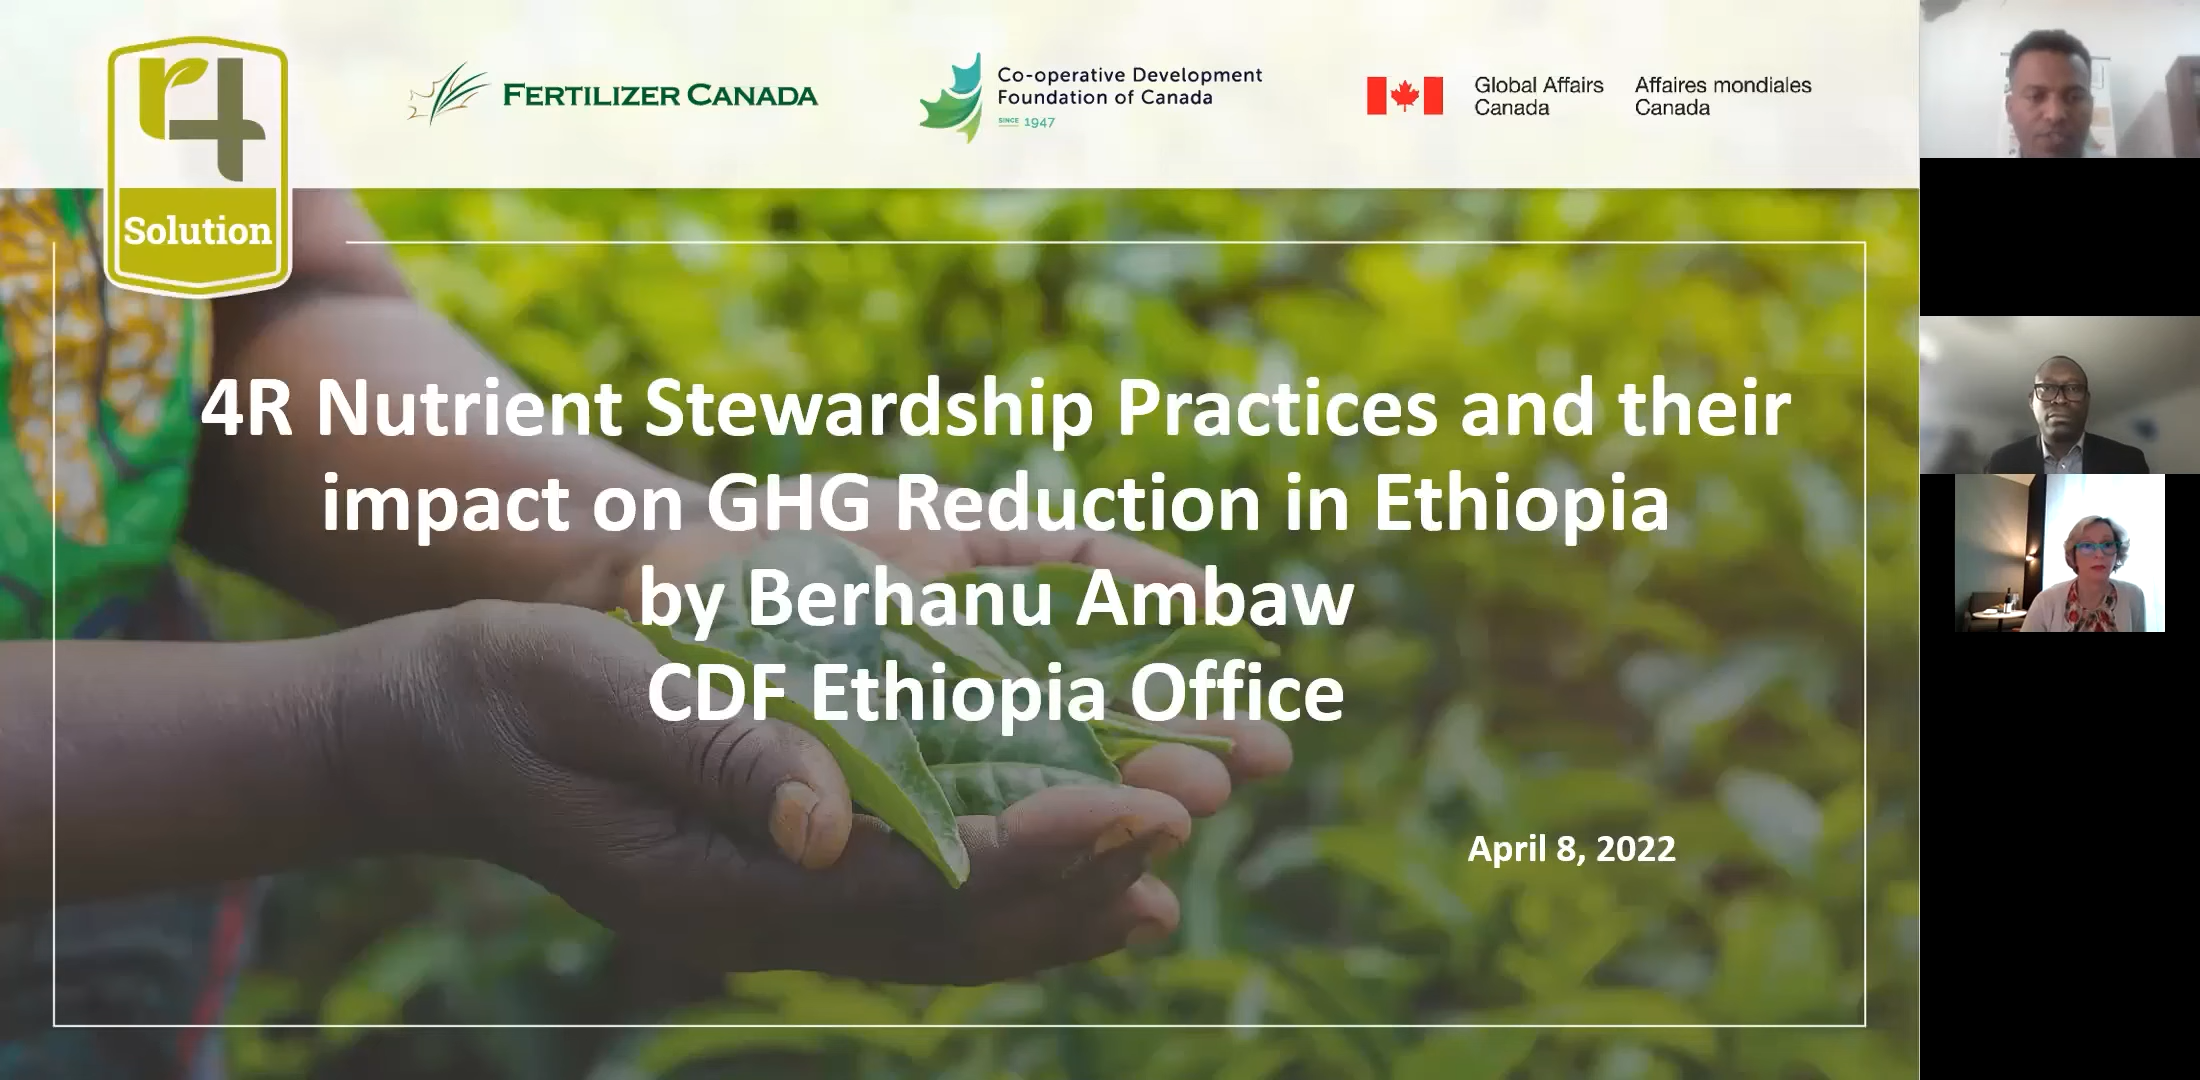 r4
Solution
FERTILIZER CANADA
Co-operative Development
Foundation of Canada
SINCE 1947
Global Affairs
Canada
Affaires mondiales
Canada
4R Nutrient Stewardship Practices and their
impact on GHG Reduction in Ethiopia
by Berhanu Ambaw
CDF Ethiopia Office
April 8, 2022